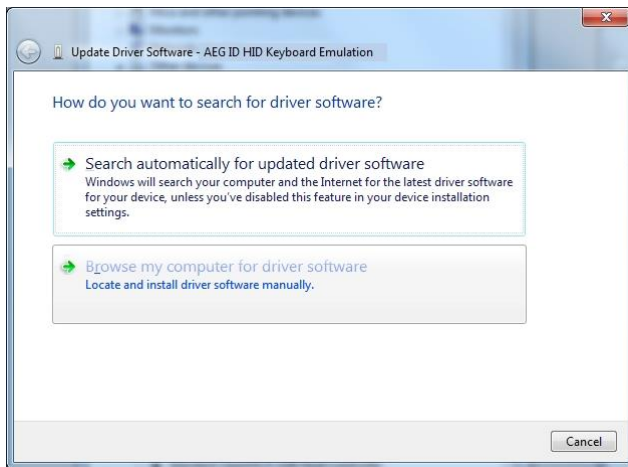 Update Driver Software - AEG ID HID Keyboard Emulation
How do you want to search for driver software?
Search automatically for updated driver software
Windows will search your computer and the Internet for the latest driver software
for your device, unless you've disabled this feature in your device installation
settings.
Browse my computer for driver software
Locate and install driver software manually.
Cancel